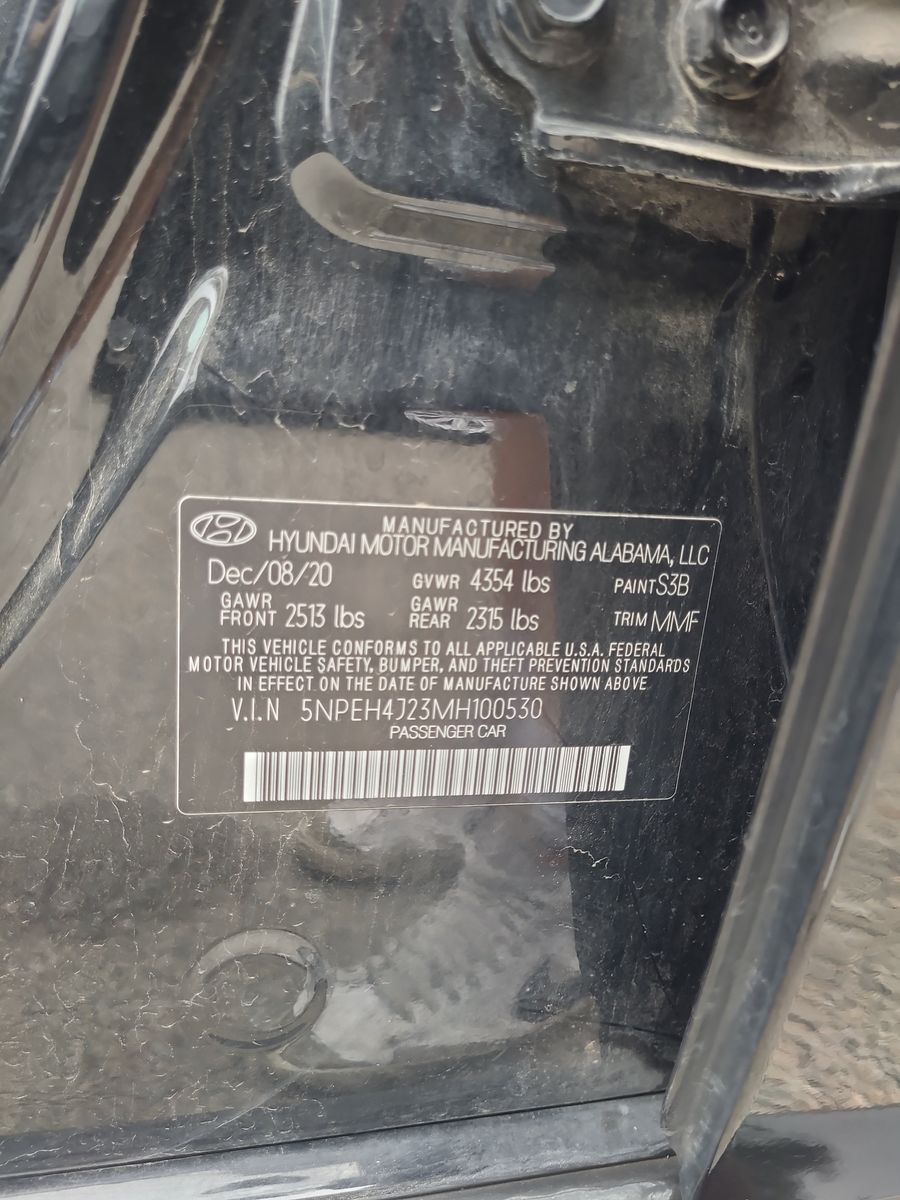 MANUFACTURED BY
HYUNDAI MOTOR MANUFACTURING ALABAMA, LLC
Dec/08/20 GVWR 4354 lbs PAINT S3B
GAWR FRONT 2513 lbs GAWR REAR 2315 lbs TRIM MMF
THIS VEHICLE CONFORMS TO ALL APPLICABLE U.S.A. FEDERAL
MOTOR VEHICLE SAFETY, BUMPER, AND THEFT PREVENTION STANDARDS
IN EFFECT ON THE DATE OF MANUFACTURE SHOWN ABOVE
V.I.N 5NPEH4J23MH100530
PASSENGER CAR